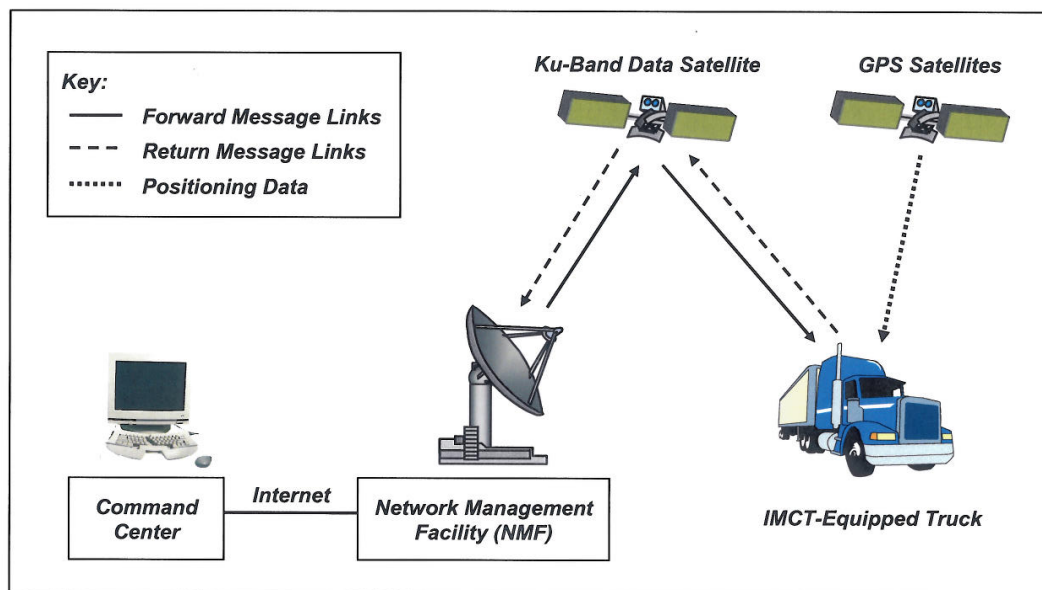 Key:
Forward Message Links
Return Message Links
Positioning Data
Ku-Band Data Satellite
GPS Satellites
Command
Center
Internet
Network Management
Facility (NMF)
IMCT-Equipped Truck